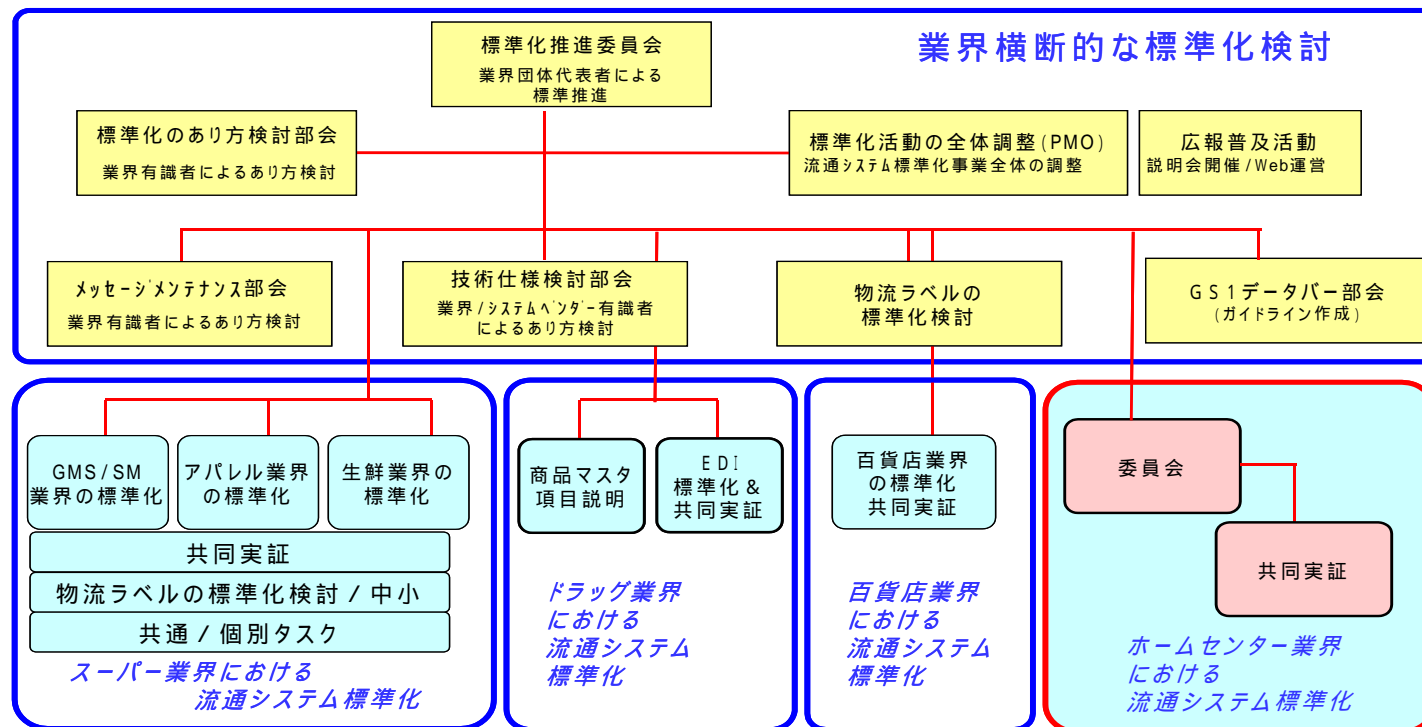 業界横断的な標準化検討
標準化推進委員会
業界団体代表者による
標準推進
標準化のあり方検討部会
業界有識者によるあり方検討
標準化活動の全体調整(PMO)
流通システム標準化事業全体の調整
広報普及活動
説明会開催/Web運営
メッセージメンテナンス部会
業界有識者によるあり方検討
技術仕様検討部会
業界/システムベンダー有識者
によるあり方検討
物流ラベルの
標準化検討
GS1データバー部会
(ガイドライン作成)
GMS/SM
業界の標準化
アパレル業界
の標準化
生鮮業界の
標準化
共同実証
物流ラベルの標準化検討/中小
共通/個別タスク
スーパー業界における
流通システム標準化
商品マスタ
項目説明
EDI
標準化&
共同実証
ドラッグ業界
における
流通システム
標準化
百貨店業界
の標準化
共同実証
百貨店業界
における
流通システム
標準化
委員会
共同実証
ホームセンター業界
における
流通システム標準化